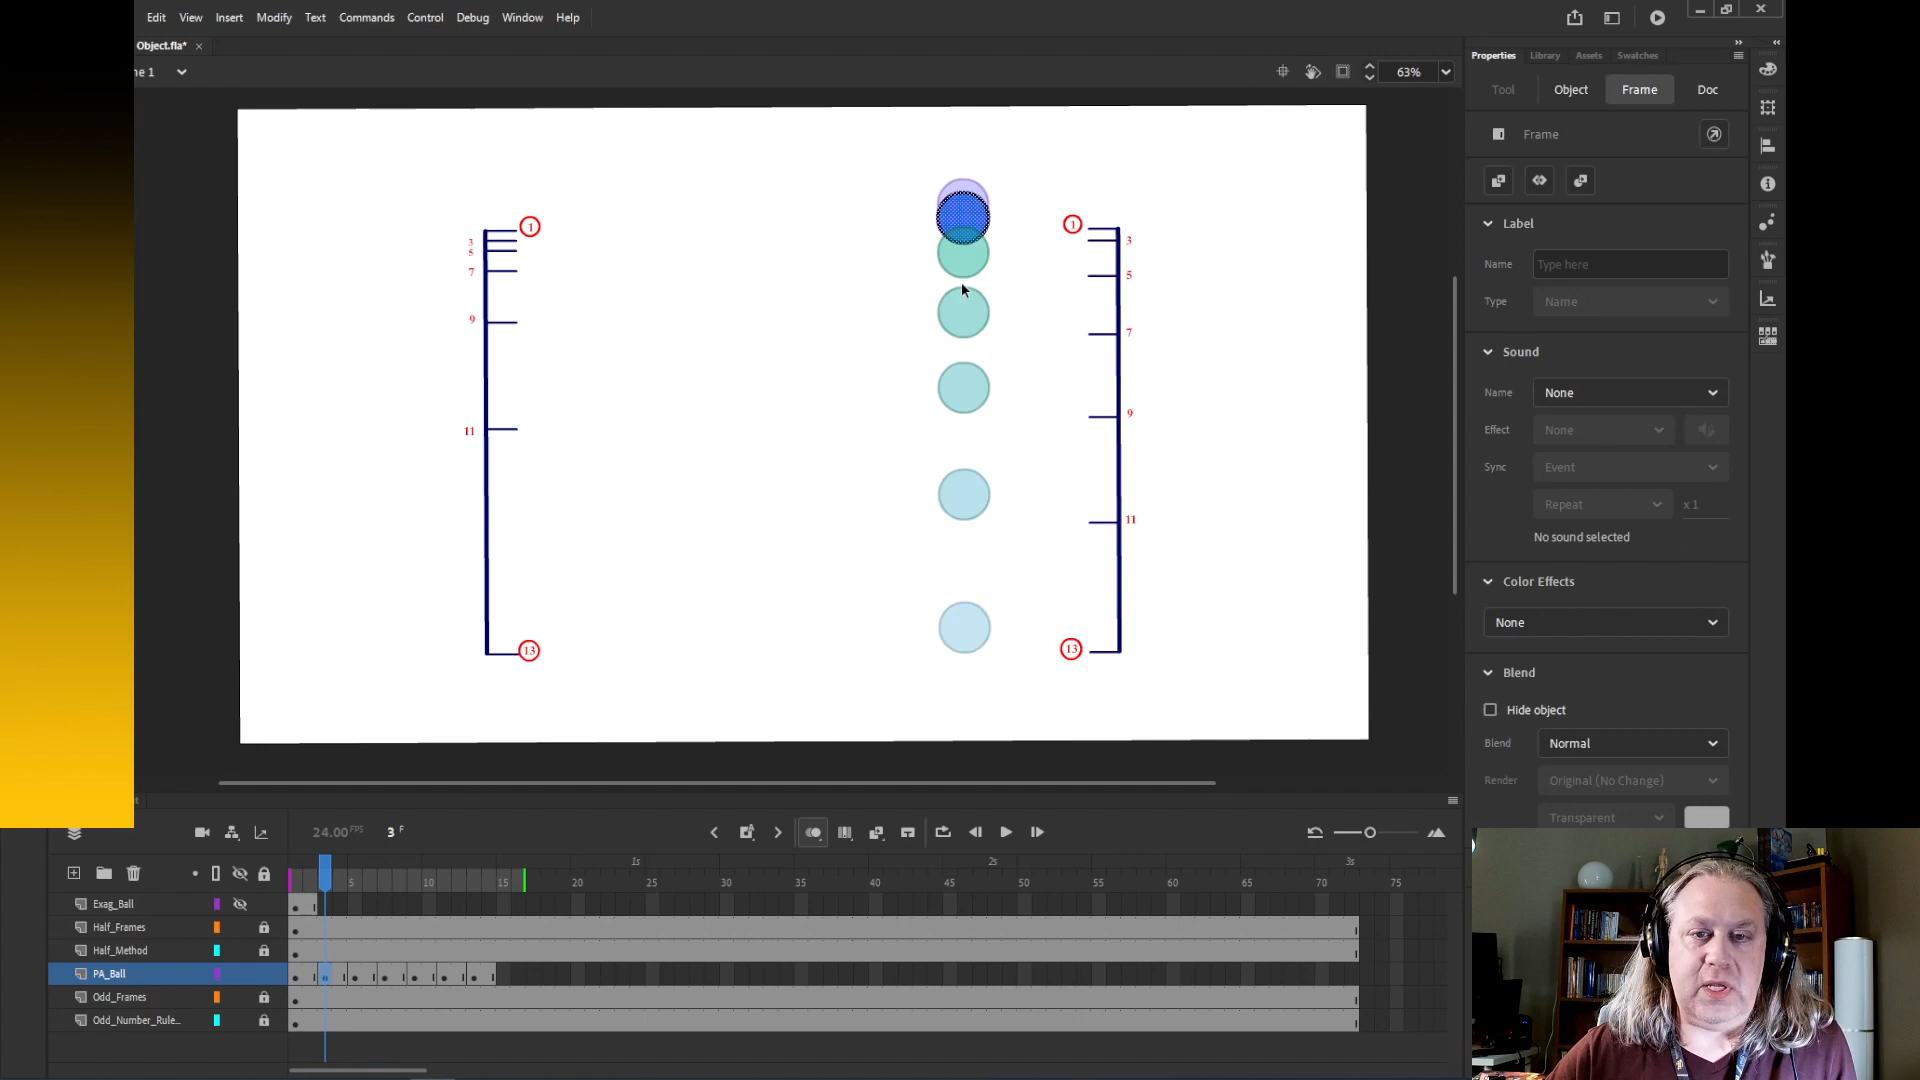 Edit View Insert Modify Text Commands Control Debug Window Help
Object.fla* ×
ne 1
63%
Properties Library Assets Swatches
Tool Object Frame Doc
Frame
Label
Name Type here
Type Name
Sound
Name None
Effect None
Sync Event
Repeat x 1
No sound selected
Color Effects
None
Blend
Hide object
Blend Normal
Render Original (No Change)
Transparent
1
3
5
7
9
11
13
1
3
5
7
9
11
13
24.00 FPS 3 F
1s 2s 3s
5 10 15 20 25 30 35 40 45 50 55 60 65 70 75
Exag_Ball
Half_Frames
Half_Method
PA_Ball
Odd_Frames
Odd_Number_Rule...